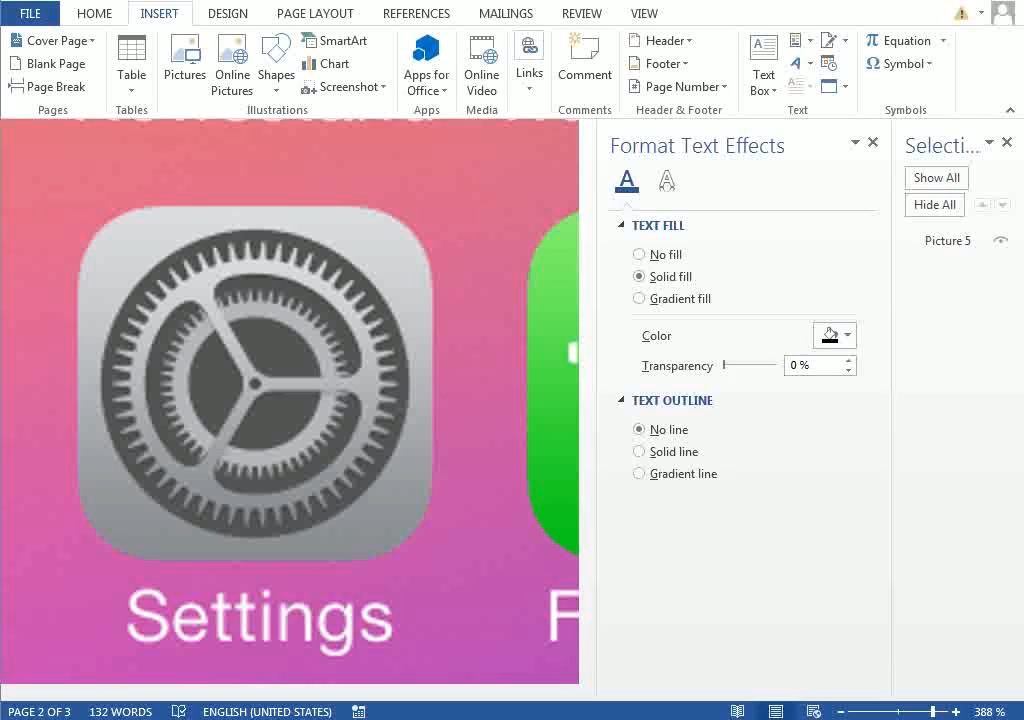 FILE HOME INSERT DESIGN PAGE LAYOUT REFERENCES MAILINGS REVIEW VIEW
Cover Page
Blank Page
Page Break
Pages
Table
Tables
Pictures
Online Pictures
Shapes
SmartArt
Chart
Screenshot
Illustrations
Apps for Office
Apps
Online Video
Media
Links
Comment
Comments
Header
Footer
Page Number
Header & Footer
Text Box
Text
Equation
Symbol
Symbols
Settings
F
Format Text Effects
TEXT FILL
No fill
Solid fill
Gradient fill
Color
Transparency 0 %
TEXT OUTLINE
No line
Solid line
Gradient line
Selecti...
Show All
Hide All
Picture 5
PAGE 2 OF 3 132 WORDS ENGLISH (UNITED STATES) 388 %